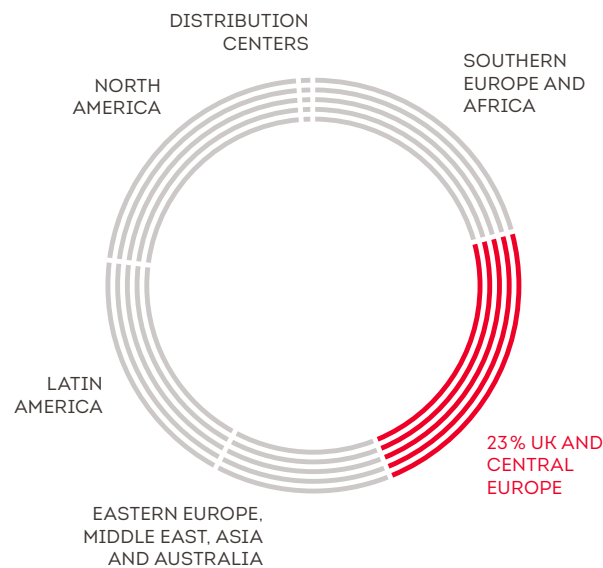 DISTRIBUTION
CENTERS
SOUTHERN
EUROPE AND
AFRICA
NORTH
AMERICA
LATIN
AMERICA
23% UK AND
CENTRAL
EUROPE
EASTERN EUROPE,
MIDDLE EAST, ASIA
AND AUSTRALIA